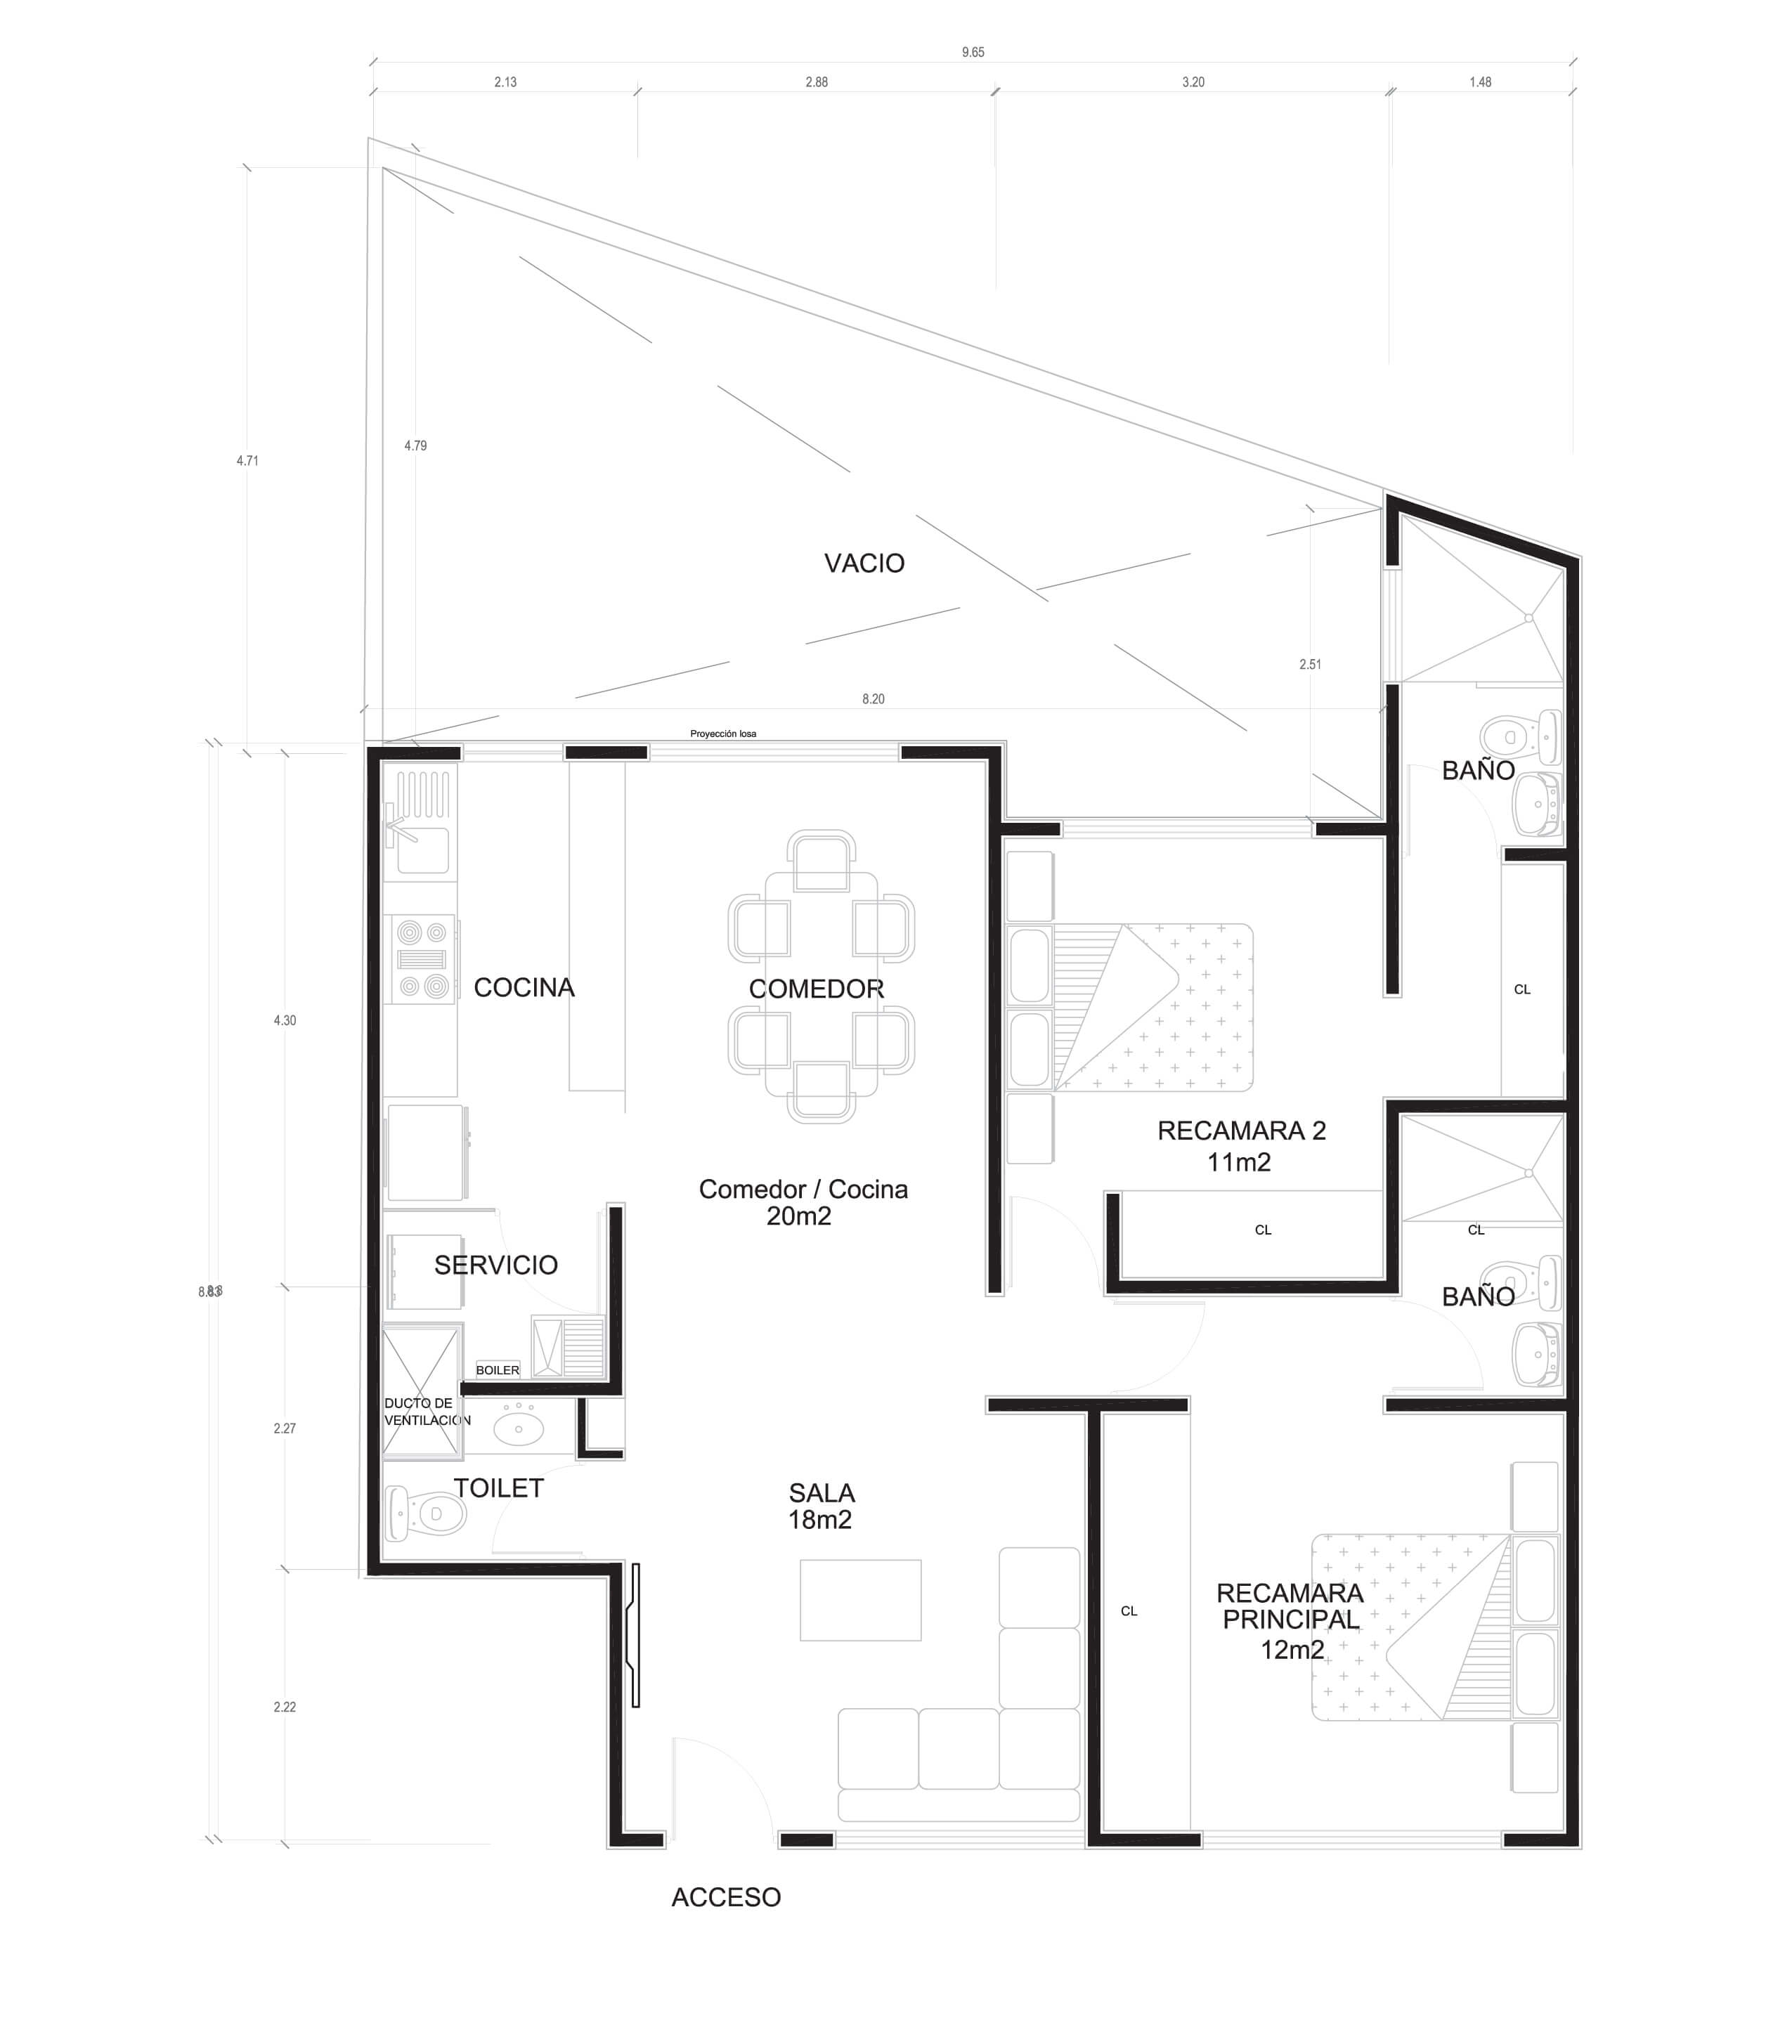 9.65
2.13
2.88
3.20
1.48
4.79
4.71
VACIO
2.51
8.20
Proyección losa
BAÑO
COCINA
COMEDOR
CL
4.30
RECAMARA 2
11m2
Comedor / Cocina
20m2
CL
CL
SERVICIO
BAÑO
BOILER
DUCTO DE
VENTILACION
2.27
TOILET
SALA
18m2
RECAMARA
PRINCIPAL
12m2
CL
2.22
ACCESO